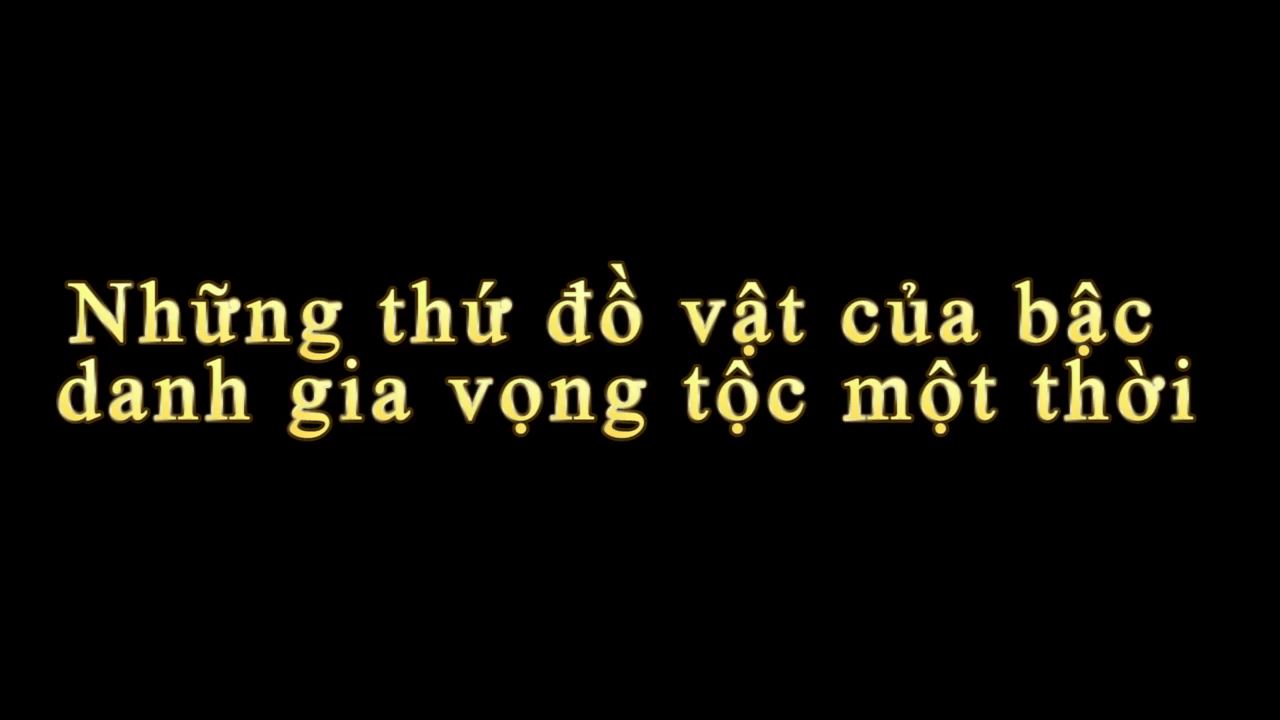 Những thứ đồ vật của bậc
danh gia vọng tộc một thời